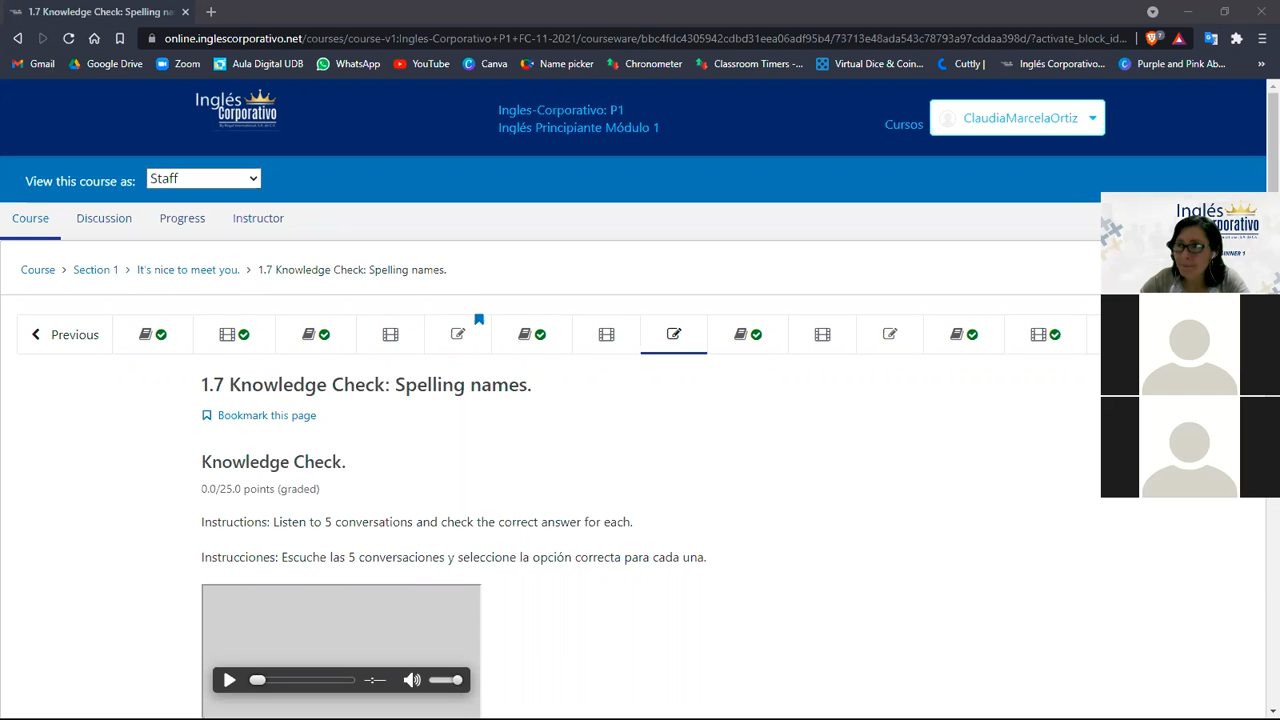 1.7 Knowledge Check: Spelling n
online.inglescorporativo.net/courses/course-v1:Ingles-Corporativo+P1+FC-11-2021/courseware/bbc4fdc4305942cdbd31eea06adf95b4/73713e48ada543c78793a97cddaa398d/?activate_block_id...
Gmail
Google Drive
Zoom
Aula Digital UDB
WhatsApp
YouTube
Canva
Name picker
Chronometer
Classroom Timers -...
Virtual Dice & Coin...
Cuttly |
Inglés Corporativo...
Purple and Pink Ab...
Inglés
Corporativo
Ingles-Corporativo: P1
Inglés Principiante Módulo 1
Cursos
ClaudiaMarcelaOrtiz
View this course as:
Staff
Course
Discussion
Progress
Instructor
Inglés
Corporativo
Course > Section 1 > It's nice to meet you. > 1.7 Knowledge Check: Spelling names.
Previous
1.7 Knowledge Check: Spelling names.
Bookmark this page
Knowledge Check.
0.0/25.0 points (graded)
Instructions: Listen to 5 conversations and check the correct answer for each.
Instrucciones: Escuche las 5 conversaciones y seleccione la opción correcta para cada una.
-:--